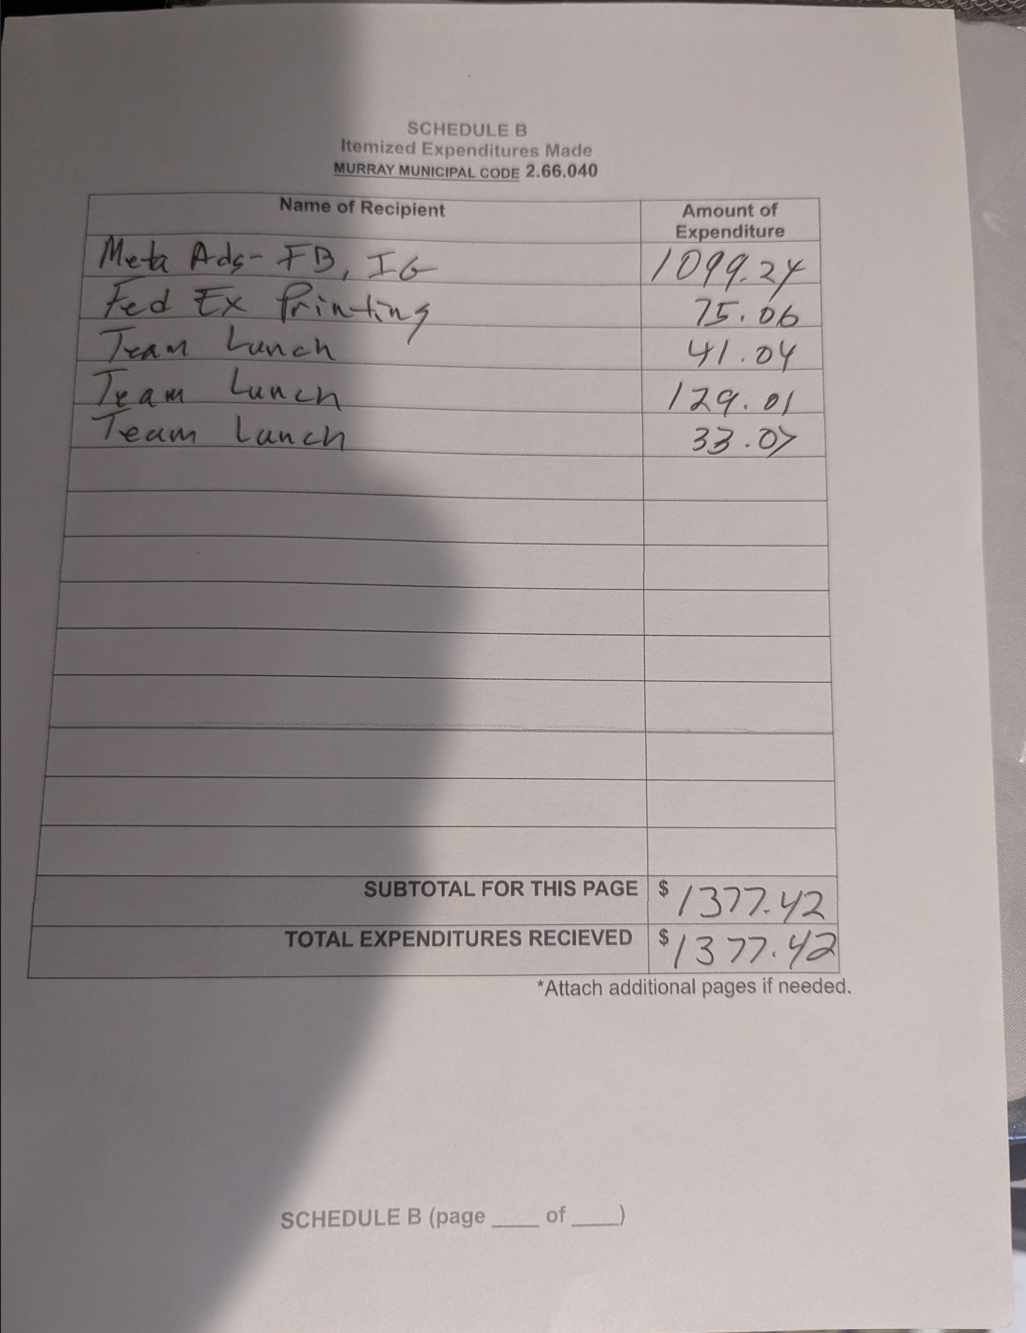 SCHEDULE B
Itemized Expenditures Made
MURRAY MUNICIPAL CODE 2.66.040
Name of Recipient Amount of Expenditure
Meta Ads- FB, IG 1099.24
Fed Ex Printing 75.06
Team Lunch 41.04
Team Lunch 129.01
Team Lunch 33.07
SUBTOTAL FOR THIS PAGE $ 1377.42
TOTAL EXPENDITURES RECIEVED $ 1377.42
*Attach additional pages if needed.
SCHEDULE B (page ____ of ____)